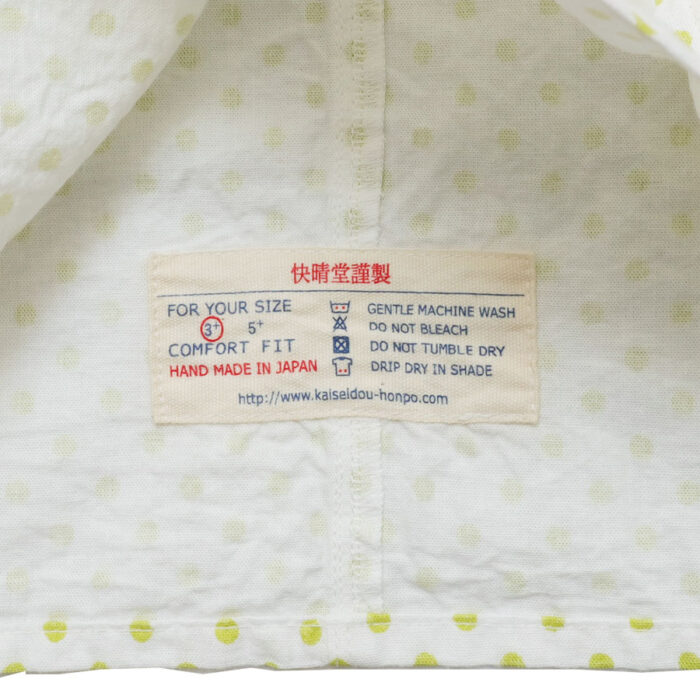 快晴堂謹製
FOR YOUR SIZE
3+ 5+
COMFORT FIT
HAND MADE IN JAPAN
GENTLE MACHINE WASH
DO NOT BLEACH
DO NOT TUMBLE DRY
DRIP DRY IN SHADE
http://www.kaiseidou-honpo.com